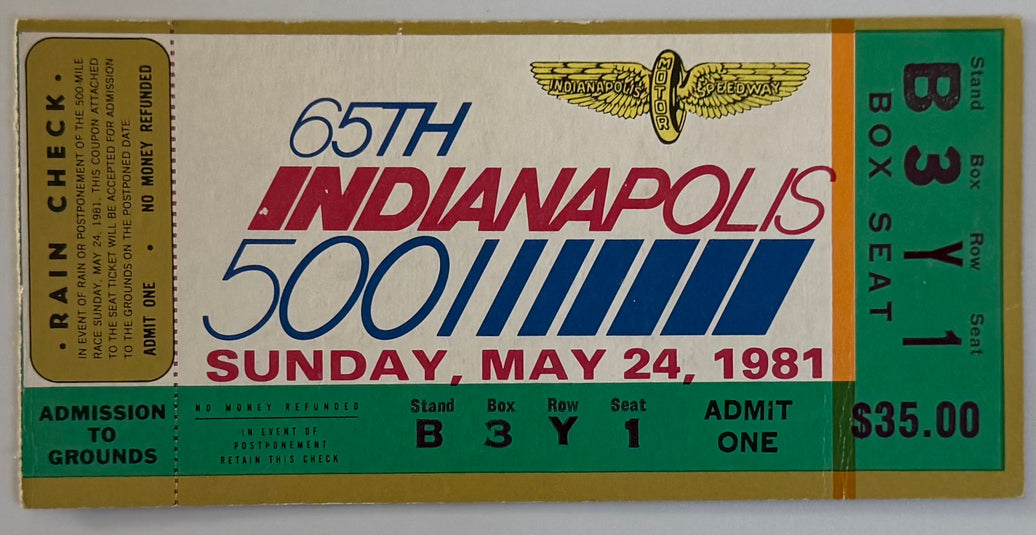 • RAIN CHECK •
IN EVENT OF RAIN OR POSTPONEMENT OF THE 500-MILE
RACE SUNDAY, MAY 24, 1981, THIS COUPON ATTACHED
TO THE SEAT TICKET WILL BE ACCEPTED FOR ADMISSION
TO THE GROUNDS ON THE POSTPONED DATE
ADMIT ONE • NO MONEY REFUNDED
ADMISSION
TO
GROUNDS
INDIANAPOLIS MOTOR SPEEDWAY
65TH
INDIANAPOLIS
500
SUNDAY, MAY 24, 1981
NO MONEY REFUNDED
IN EVENT OF
POSTPONEMENT
RETAIN THIS CHECK
Stand Box Row Seat
B 3 Y 1
ADMiT
ONE
Stand Box Row Seat
B 3 Y 1
BOX SEAT
$35.00